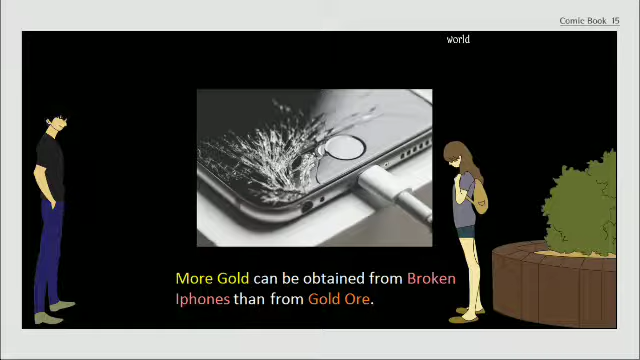 Comic Book 15
world
More Gold can be obtained from Broken
Iphones than from Gold Ore.